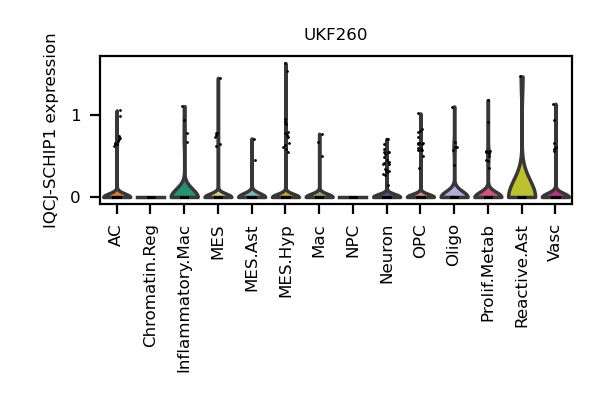 UKF260
IQCJ-SCHIP1 expression
1
0
AC
Chromatin.Reg
Inflammatory.Mac
MES
MES.Ast
MES.Hyp
Mac
NPC
Neuron
OPC
Oligo
Prolif.Metab
Reactive.Ast
Vasc